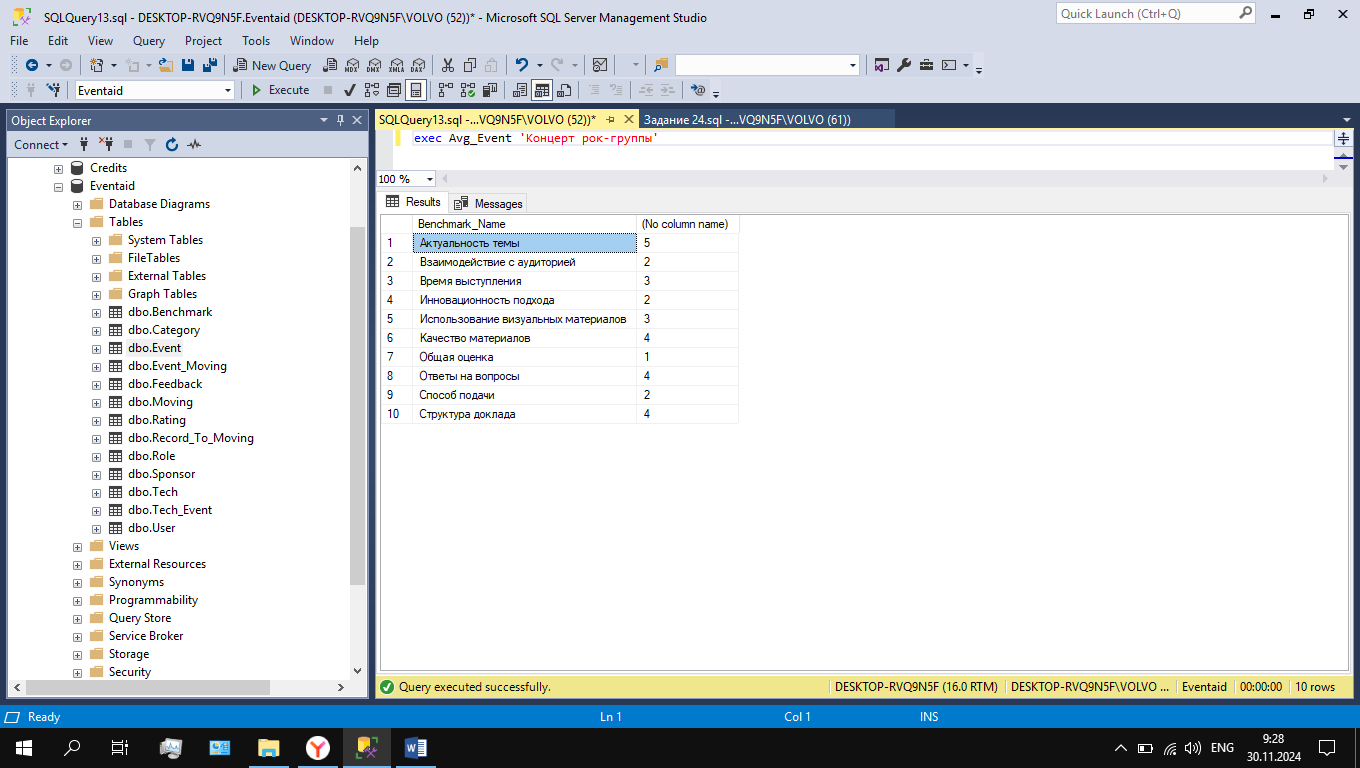 SQLQuery13.sql - DESKTOP-RVQ9N5F.Eventaid (DESKTOP-RVQ9N5F\VOLVO (52))* - Microsoft SQL Server Management Studio
Quick Launch (Ctrl+Q)
File Edit View Query Project Tools Window Help
New Query MDX DMX XMLA DAX
Eventaid Execute
Object Explorer
Connect
Credits
Eventaid
Database Diagrams
Tables
System Tables
FileTables
External Tables
Graph Tables
dbo.Benchmark
dbo.Category
dbo.Event
dbo.Event_Moving
dbo.Feedback
dbo.Moving
dbo.Rating
dbo.Record_To_Moving
dbo.Role
dbo.Sponsor
dbo.Tech
dbo.Tech_Event
dbo.User
Views
External Resources
Synonyms
Programmability
Query Store
Service Broker
Storage
Security
SQLQuery13.sql -...VQ9N5F\VOLVO (52))* Задание 24.sql -...VQ9N5F\VOLVO (61))
exec Avg_Event 'Концерт рок-группы'
100 %
Results Messages
Benchmark_Name (No column name)
1 Актуальность темы 5
2 Взаимодействие с аудиторией 2
3 Время выступления 3
4 Инновационность подхода 2
5 Использование визуальных материалов 3
6 Качество материалов 4
7 Общая оценка 1
8 Ответы на вопросы 4
9 Способ подачи 2
10 Структура доклада 4
Query executed successfully. DESKTOP-RVQ9N5F (16.0 RTM) DESKTOP-RVQ9N5F\VOLVO ... Eventaid 00:00:00 10 rows
Ready Ln 1 Col 1 INS
ENG 9:28
30.11.2024